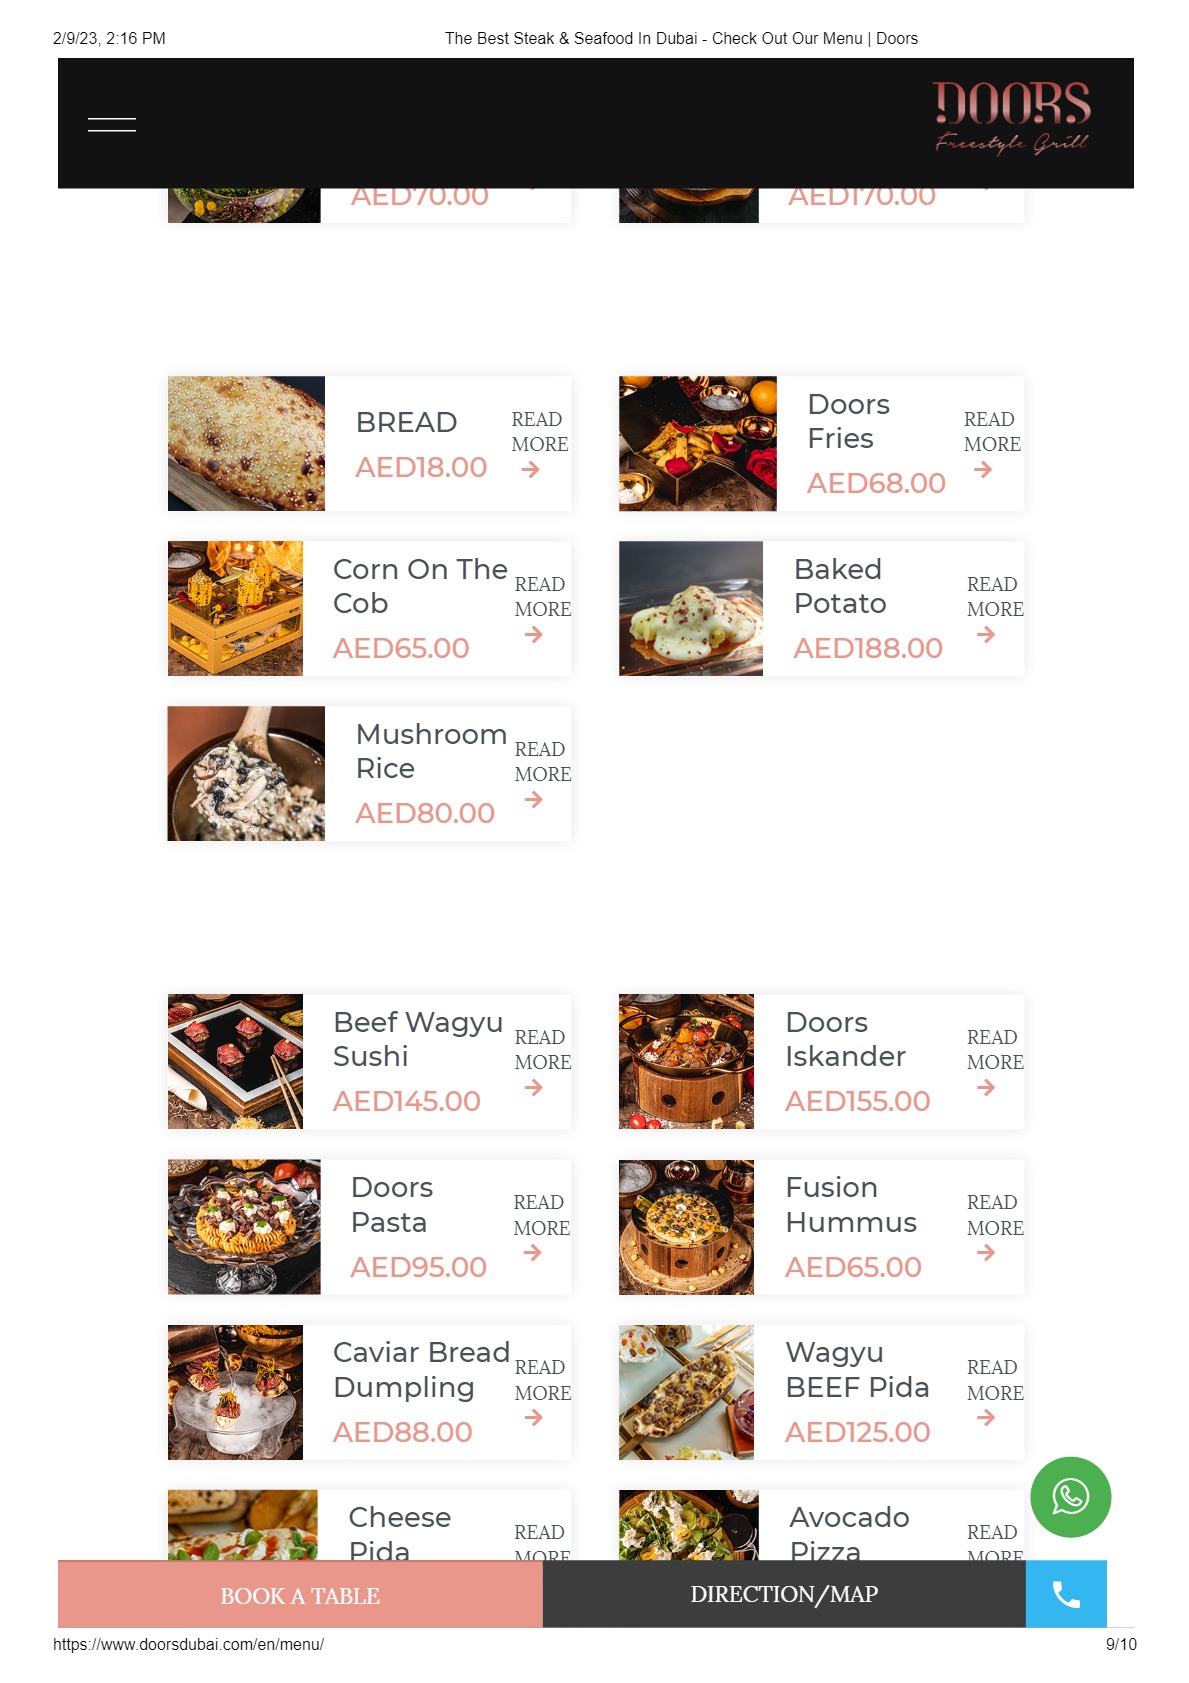 2/9/23, 2:16 PM
The Best Steak & Seafood In Dubai - Check Out Our Menu | Doors
DOORS
Freestyle Grill
AED70.00
AED170.00
BREAD
AED18.00
READ
MORE
Doors
Fries
AED68.00
READ
MORE
Corn On The
Cob
AED65.00
READ
MORE
Baked
Potato
AED188.00
READ
MORE
Mushroom
Rice
AED80.00
READ
MORE
Beef Wagyu
Sushi
AED145.00
READ
MORE
Doors
Iskander
AED155.00
READ
MORE
Doors
Pasta
AED95.00
READ
MORE
Fusion
Hummus
AED65.00
READ
MORE
Caviar Bread
Dumpling
AED88.00
READ
MORE
Wagyu
BEEF Pida
AED125.00
READ
MORE
Cheese
Pida
READ
MORE
Avocado
Pizza
READ
MORE
BOOK A TABLE
DIRECTION/MAP
https://www.doorsdubai.com/en/menu/
9/10